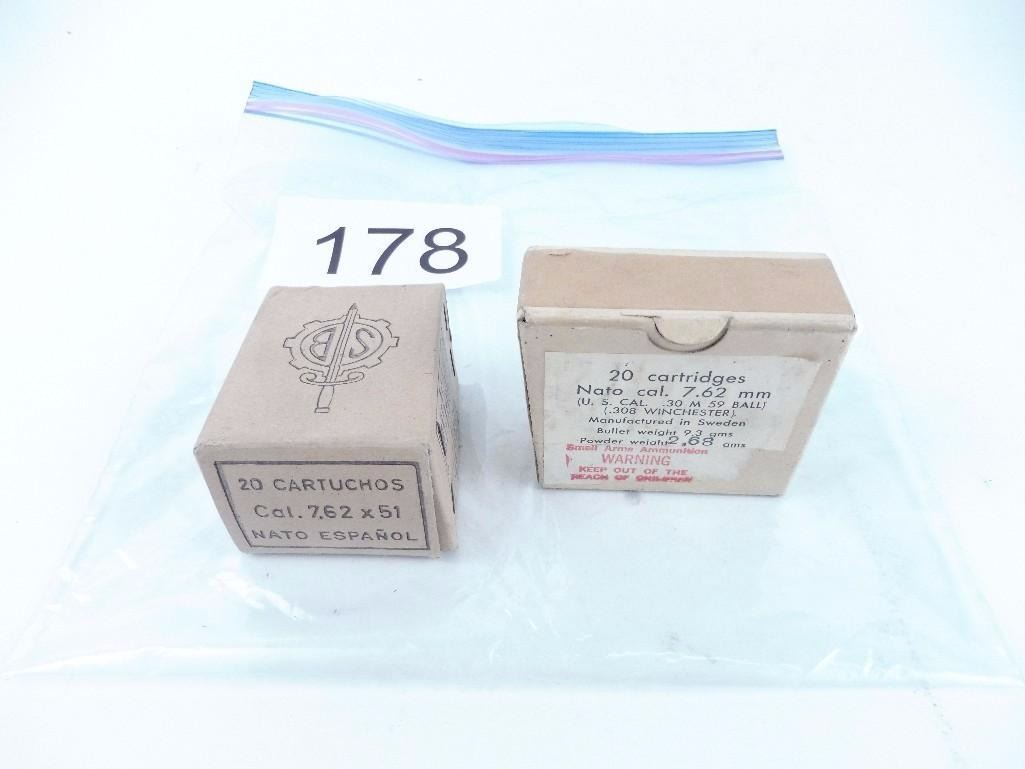 178
SB
20 CARTUCHOS
Cal. 7,62 x 51
NATO ESPAÑOL
20 cartridges
Nato cal. 7.62 mm
(U. S. CAL. .30 M 59 BALL)
(.308 WINCHESTER).
Manufactured in Sweden
Bullet weight 9.3 gms
Powder weight 2,68 gms
Small Arms Ammunition
WARNING
KEEP OUT OF THE
REACH OF CHILDREN